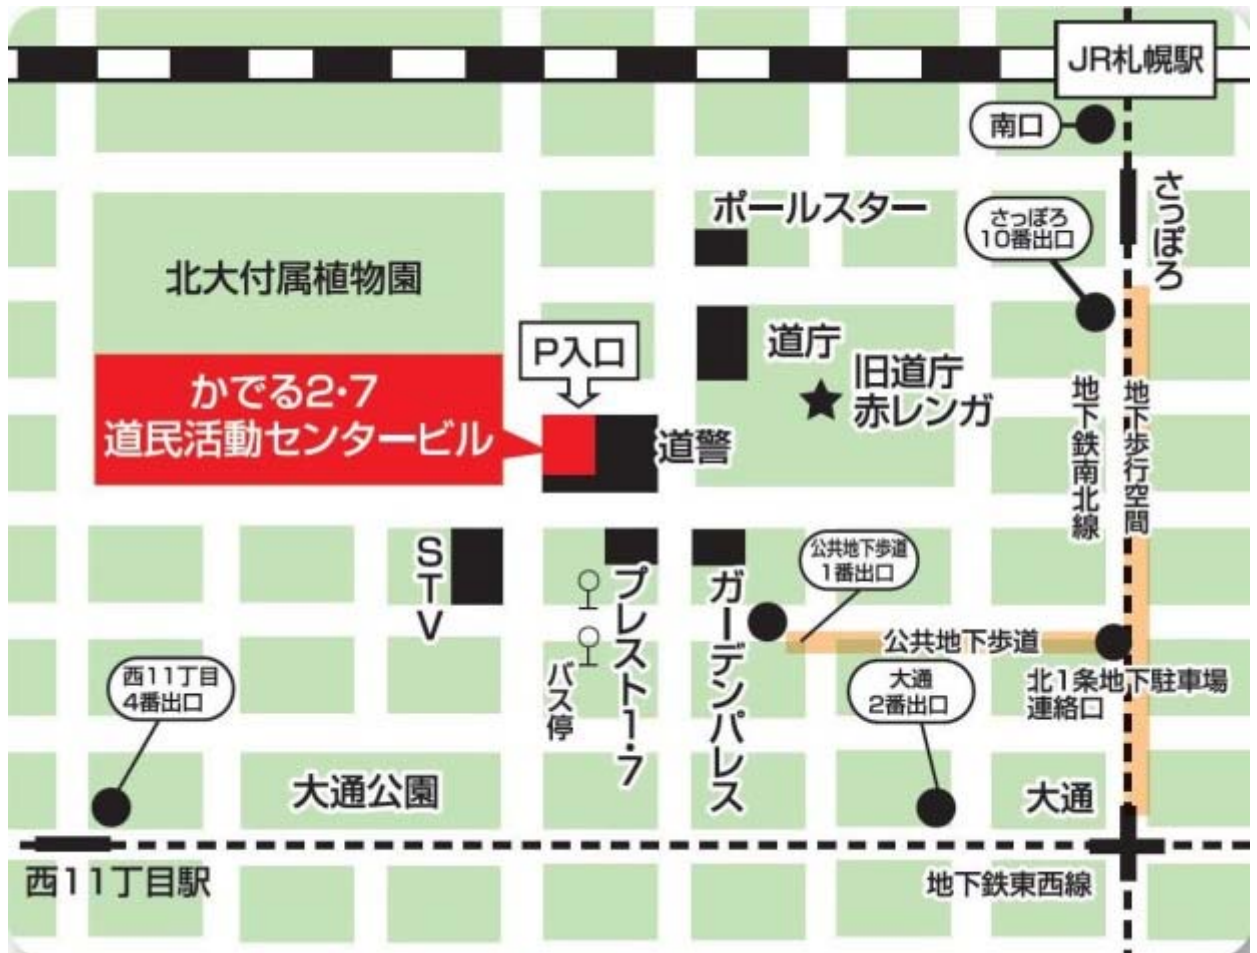 JR札幌駅
南口
さっぽろ
ポールスター
さっぽろ
10番出口
北大付属植物園
P入口
道庁
旧道庁
赤レンガ
かでる2・7
道民活動センタービル
道警
地下鉄南北線
地下歩行空間
STV
プレスト1・7
ガーデンパレス
公共地下歩道
1番出口
公共地下歩道
バス停
西11丁目
4番出口
大通
2番出口
北1条地下駐車場
連絡口
大通公園
大通
西11丁目駅
地下鉄東西線